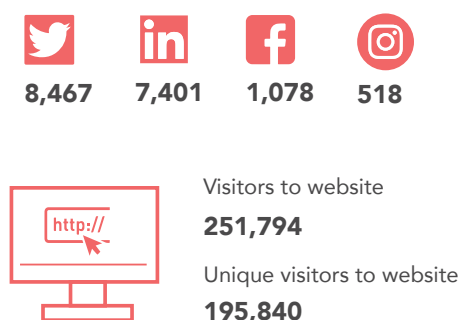 in
8,467 7,401 1,078 518
http://
Visitors to website
251,794
Unique visitors to website
195,840